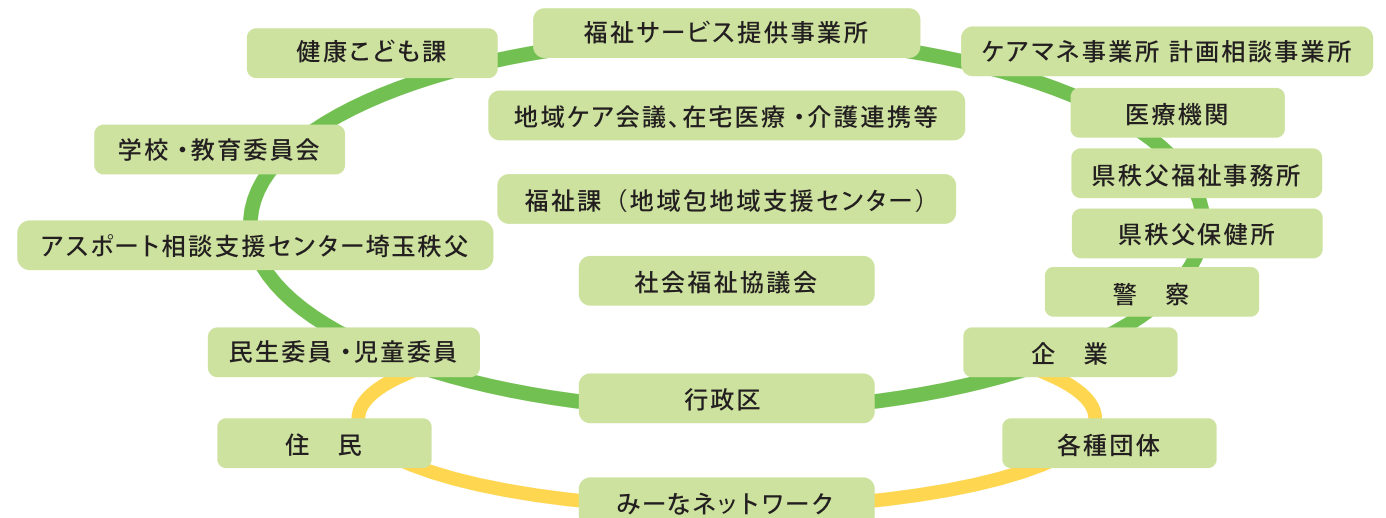 福祉サービス提供事業所
健康こども課
ケアマネ事業所 計画相談事業所
地域ケア会議、在宅医療・介護連携等
医療機関
学校・教育委員会
県秩父福祉事務所
福祉課（地域包地域支援センター）
県秩父保健所
アスポート相談支援センター埼玉秩父
社会福祉協議会
警　察
民生委員・児童委員
企　業
行政区
住　民
各種団体
みーなネットワーク